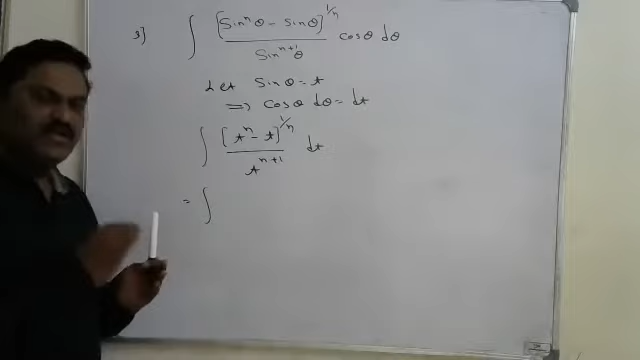 3] ∫ [sinⁿθ - sinθ]^(1/n) / sin^(n+1)θ cosθ dθ
Let sinθ = t
⇒ cosθ dθ = dt
∫ [tⁿ - t]^(1/n) / t^(n+1) dt
= ∫